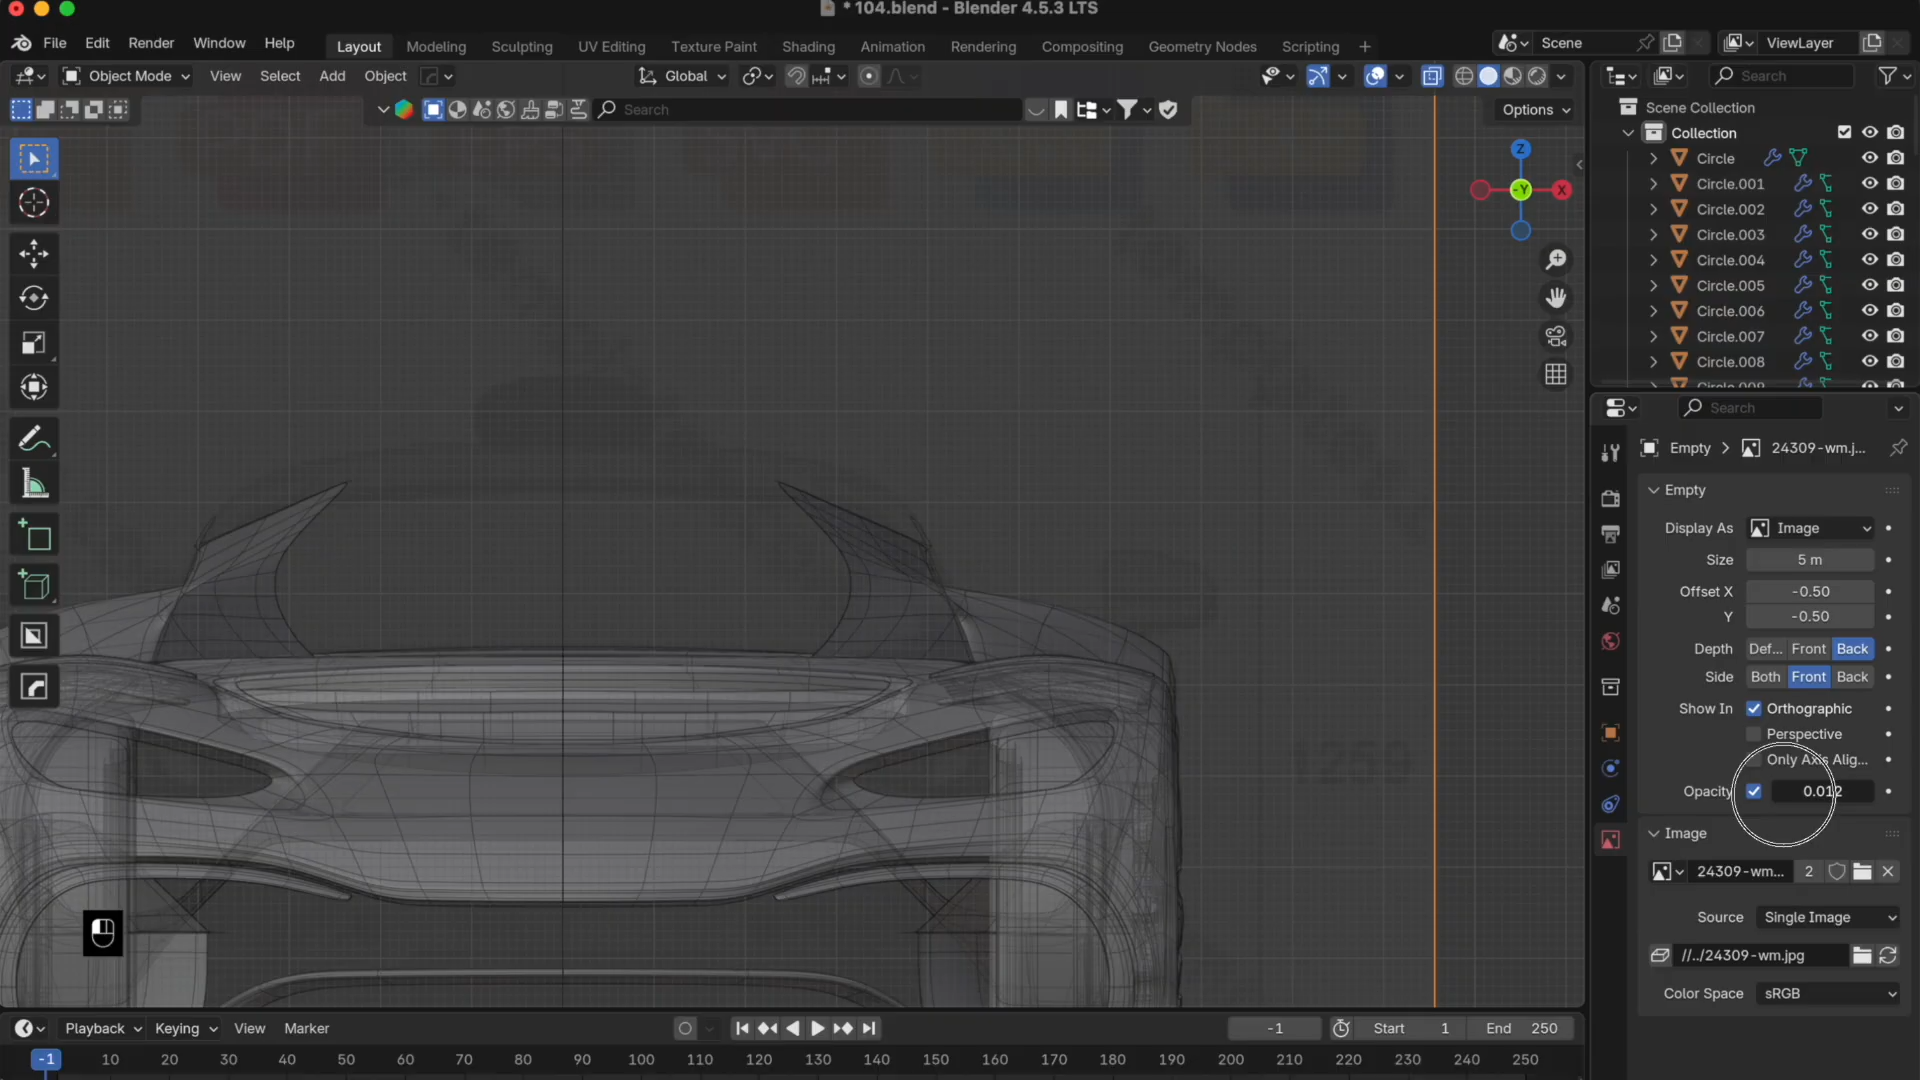 * 104.blend - Blender 4.5.3 LTS
File Edit Render Window Help
Layout Modeling Sculpting UV Editing Texture Paint Shading Animation Rendering Compositing Geometry Nodes Scripting +
Scene
ViewLayer
Object Mode View Select Add Object
Global
Search
Search
Options
Scene Collection
Collection
Circle
Circle.001
Circle.002
Circle.003
Circle.004
Circle.005
Circle.006
Circle.007
Circle.008
Circle.009
Z
-Y
X
Search
Empty > 24309-wm.j...
Empty
Display As Image
Size 5 m
Offset X -0.50
Y -0.50
Depth Def... Front Back
Side Both Front Back
Show In Orthographic
Perspective
Only Axis Alig...
Opacity 0.012
Image
24309-wm... 2
Source Single Image
//../24309-wm.jpg
Color Space sRGB
Playback Keying View Marker
-1 Start 1 End 250
-1 10 20 30 40 50 60 70 80 90 100 110 120 130 140 150 160 170 180 190 200 210 220 230 240 250